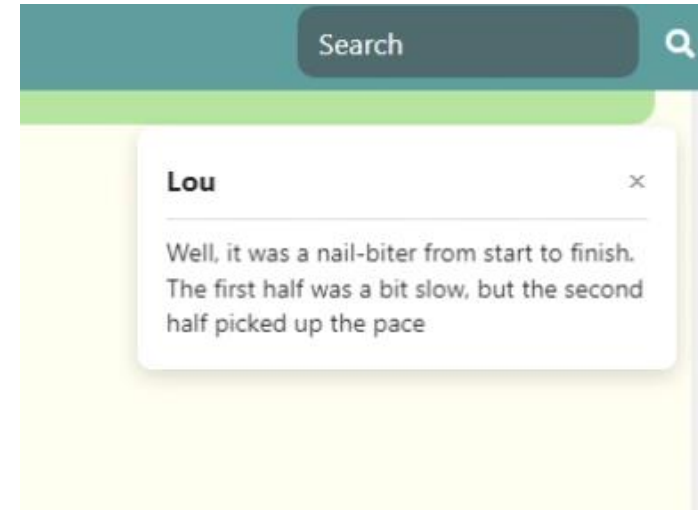 Search
Lou
×
Well, it was a nail-biter from start to finish.
The first half was a bit slow, but the second
half picked up the pace